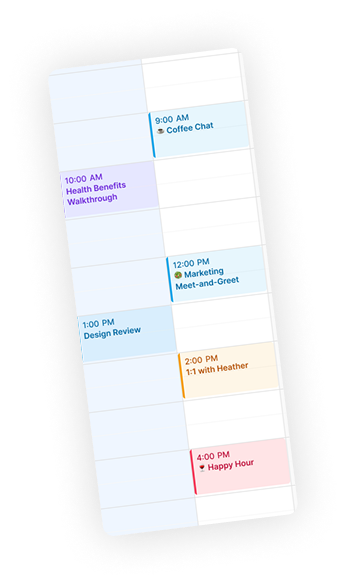 9:00 AM
☕ Coffee Chat
10:00 AM
Health Benefits
Walkthrough
12:00 PM
Marketing
Meet-and-Greet
1:00 PM
Design Review
2:00 PM
1:1 with Heather
4:00 PM
🍷 Happy Hour